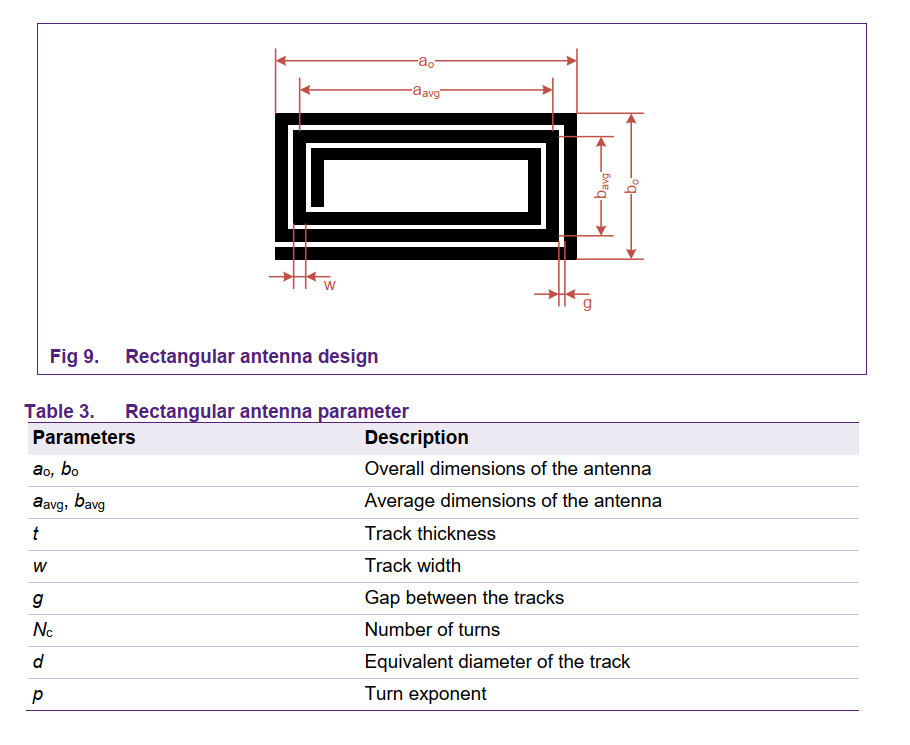 aₒ
aavg
bavg
bₒ
w
g
Fig 9. Rectangular antenna design
Table 3. Rectangular antenna parameter
Parameters Description
aₒ, bₒ Overall dimensions of the antenna
aavg, bavg Average dimensions of the antenna
t Track thickness
w Track width
g Gap between the tracks
Nc Number of turns
d Equivalent diameter of the track
p Turn exponent